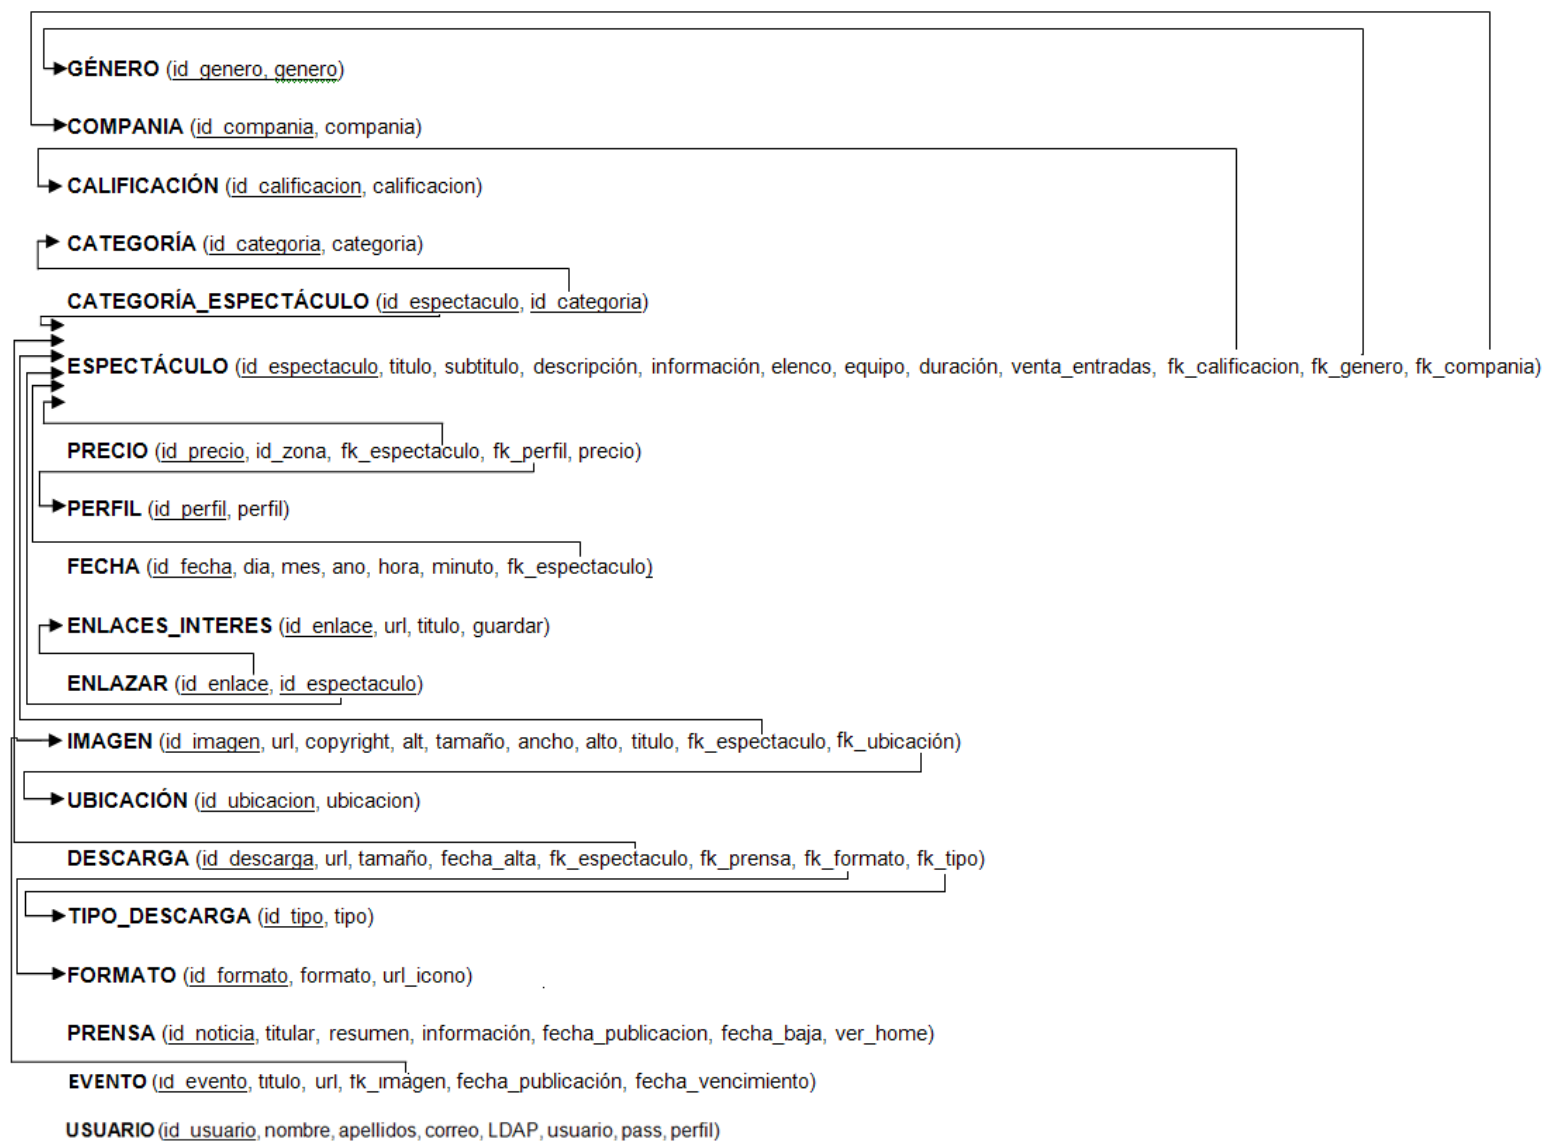 GÉNERO (id_genero, genero)
COMPANIA (id_compania, compania)
CALIFICACIÓN (id_calificacion, calificacion)
CATEGORÍA (id_categoria, categoria)
CATEGORÍA_ESPECTÁCULO (id_espectaculo, id_categoria)
ESPECTÁCULO (id_espectaculo, titulo, subtitulo, descripción, información, elenco, equipo, duración, venta_entradas, fk_calificacion, fk_genero, fk_compania)
PRECIO (id_precio, id_zona, fk_espectaculo, fk_perfil, precio)
PERFIL (id_perfil, perfil)
FECHA (id_fecha, dia, mes, ano, hora, minuto, fk_espectaculo)
ENLACES_INTERES (id_enlace, url, titulo, guardar)
ENLAZAR (id_enlace, id_espectaculo)
IMAGEN (id_imagen, url, copyright, alt, tamaño, ancho, alto, titulo, fk_espectaculo, fk_ubicación)
UBICACIÓN (id_ubicacion, ubicacion)
DESCARGA (id_descarga, url, tamaño, fecha_alta, fk_espectaculo, fk_prensa, fk_formato, fk_tipo)
TIPO_DESCARGA (id_tipo, tipo)
FORMATO (id_formato, formato, url_icono)
PRENSA (id_noticia, titular, resumen, información, fecha_publicacion, fecha_baja, ver_home)
EVENTO (id_evento, titulo, url, fk_imagen, fecha_publicación, fecha_vencimiento)
USUARIO (id_usuario, nombre, apellidos, correo, LDAP, usuario, pass, perfil)